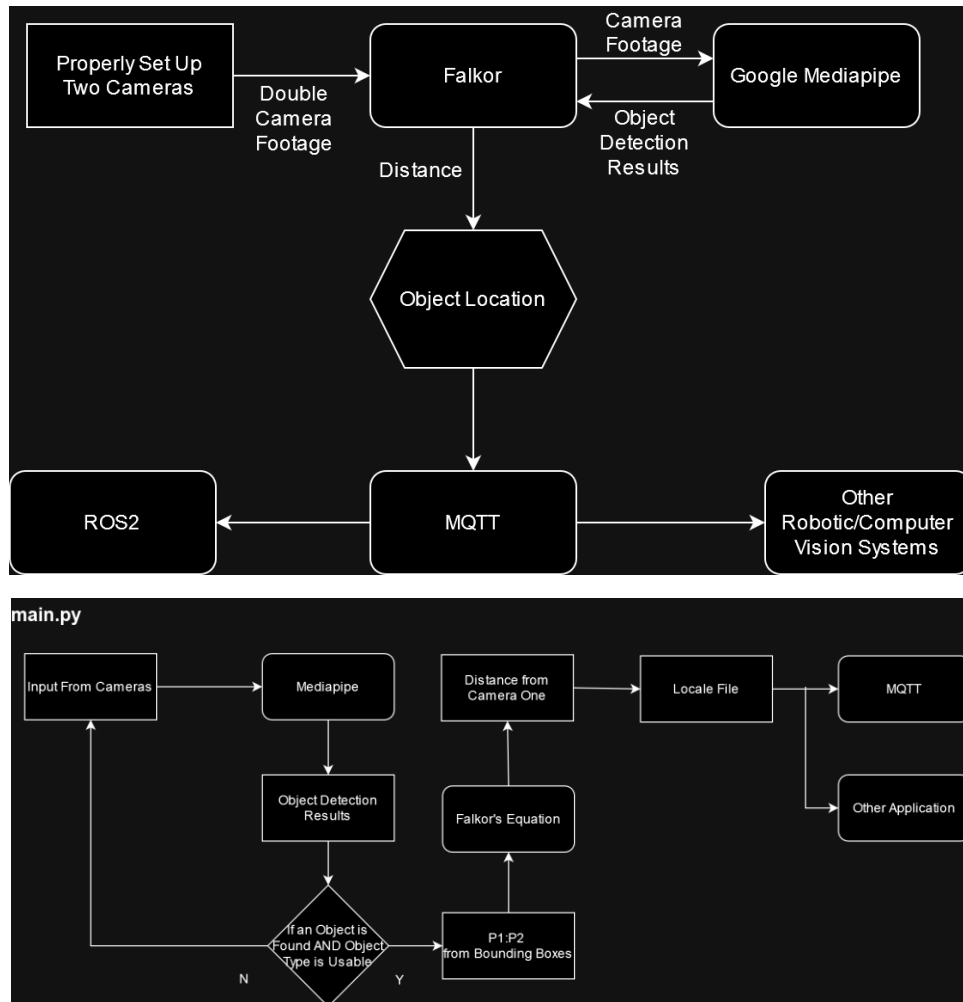 Properly Set Up
Two Cameras
Double
Camera
Footage
Falkor
Camera
Footage
Object
Detection
Results
Google Mediapipe
Distance
Object Location
ROS2
MQTT
Other
Robotic/Computer
Vision Systems
main.py
Input From Cameras
Mediapipe
Object Detection
Results
If an Object is
Found AND Object
Type is Usable
N
Y
P1:P2
from Bounding Boxes
Falkor's Equation
Distance from
Camera One
Locale File
MQTT
Other Application